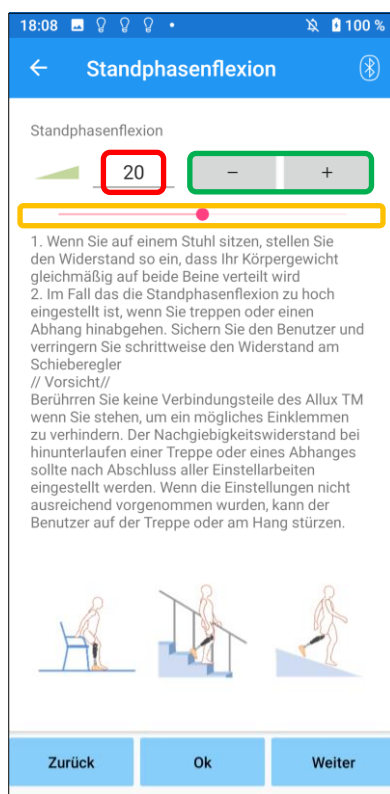 18:08 100 %
Standphasenflexion
Standphasenflexion
20 − +
1. Wenn Sie auf einem Stuhl sitzen, stellen Sie
den Widerstand so ein, dass Ihr Körpergewicht
gleichmäßig auf beide Beine verteilt wird
2. Im Fall das die Standphasenflexion zu hoch
eingestellt ist, wenn Sie treppen oder einen
Abhang hinabgehen. Sichern Sie den Benutzer und
verringern Sie schrittweise den Widerstand am
Schieberegler
// Vorsicht//
Berührren Sie keine Verbindungsteile des Allux TM
wenn Sie stehen, um ein mögliches Einklemmen
zu verhindern. Der Nachgiebigkeitswiderstand bei
hinunterlaufen einer Treppe oder eines Abhanges
sollte nach Abschluss aller Einstellarbeiten
eingestellt werden. Wenn die Einstellungen nicht
ausreichend vorgenommen wurden, kann der
Benutzer auf der Treppe oder am Hang stürzen.
Zurück Ok Weiter